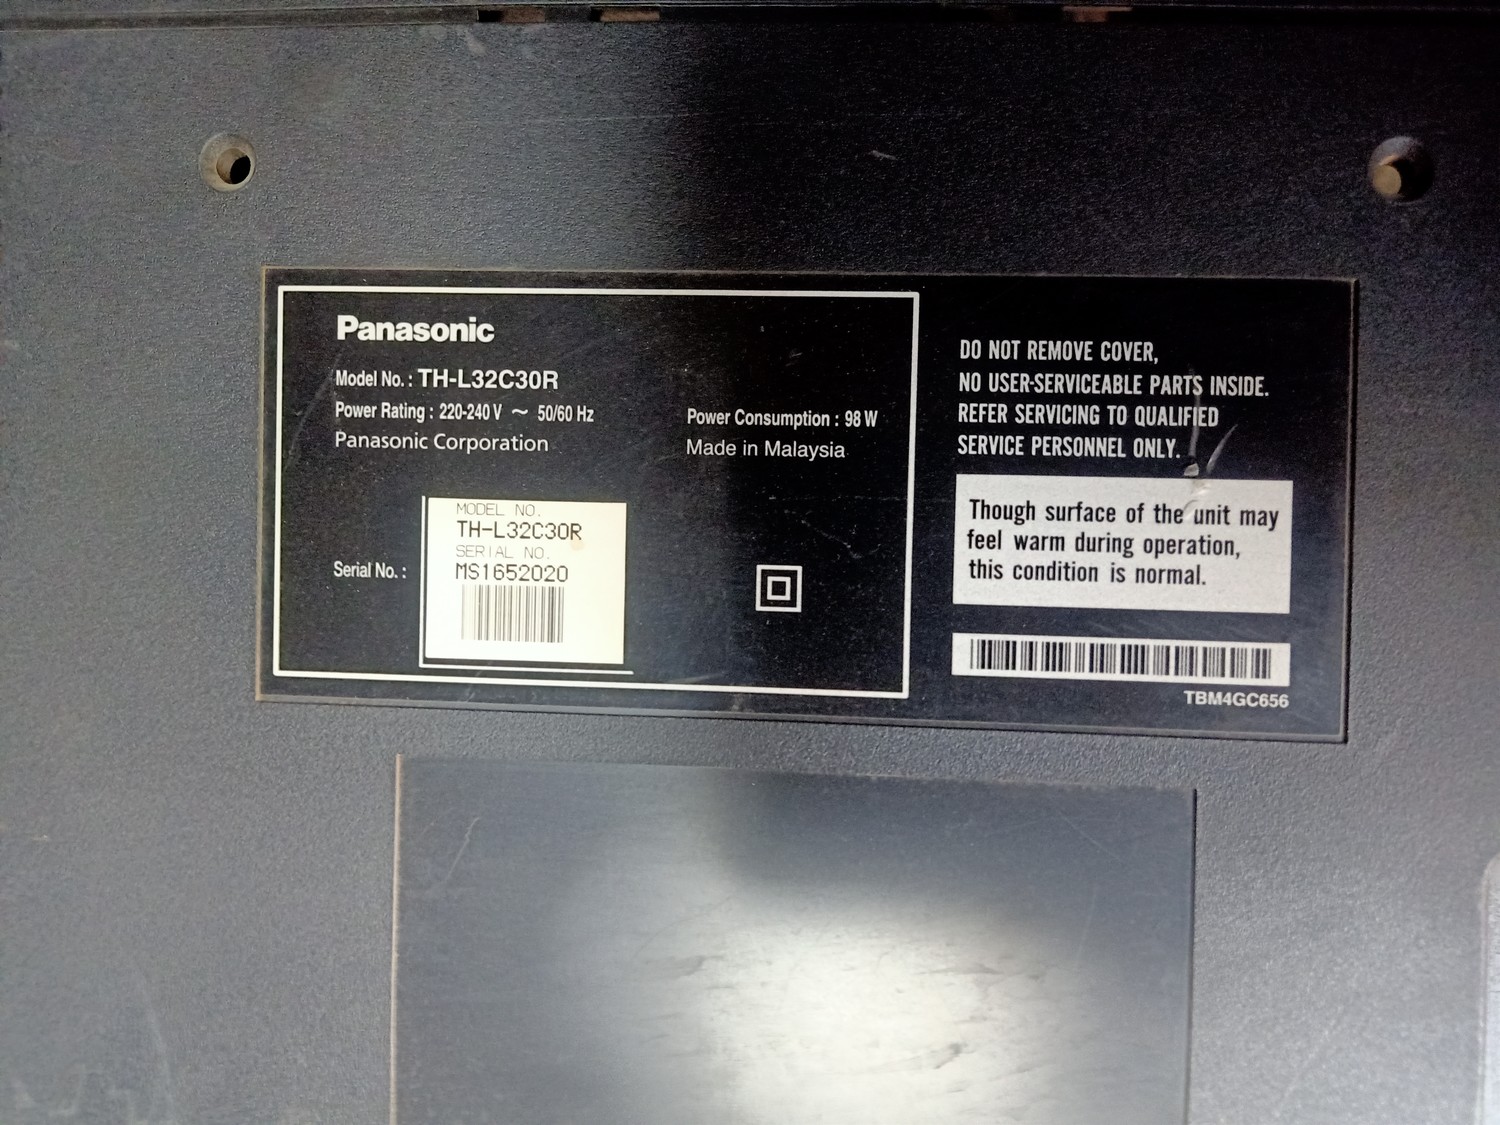 Panasonic
Model No. : TH-L32C30R
Power Rating : 220-240 V ~ 50/60 Hz
Panasonic Corporation
Power Consumption : 98 W
Made in Malaysia
Serial No. :
MODEL NO.
TH-L32C30R
SERIAL NO.
MS1652020
DO NOT REMOVE COVER,
NO USER-SERVICEABLE PARTS INSIDE.
REFER SERVICING TO QUALIFIED
SERVICE PERSONNEL ONLY.
Though surface of the unit may
feel warm during operation,
this condition is normal.
TBM4GC656